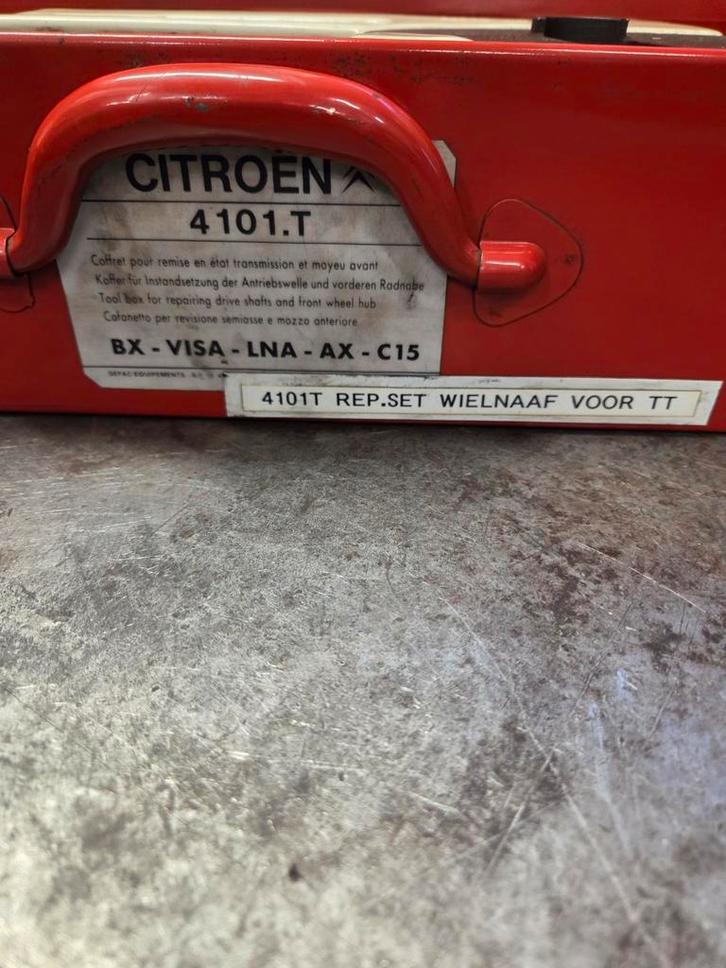 CITROËN
4101.T
Coffret pour remise en état transmission et moyeu avant
Koffer für Instandsetzung der Antriebswelle und vorderen Radnabe
Tool box for repairing drive shafts and front wheel hub
Cofanetto per revisione semiasse e mozzo anteriore
BX - VISA - LNA - AX - C15
EQUIPEMENTS
4101T REP.SET WIELNAAF VOOR TT